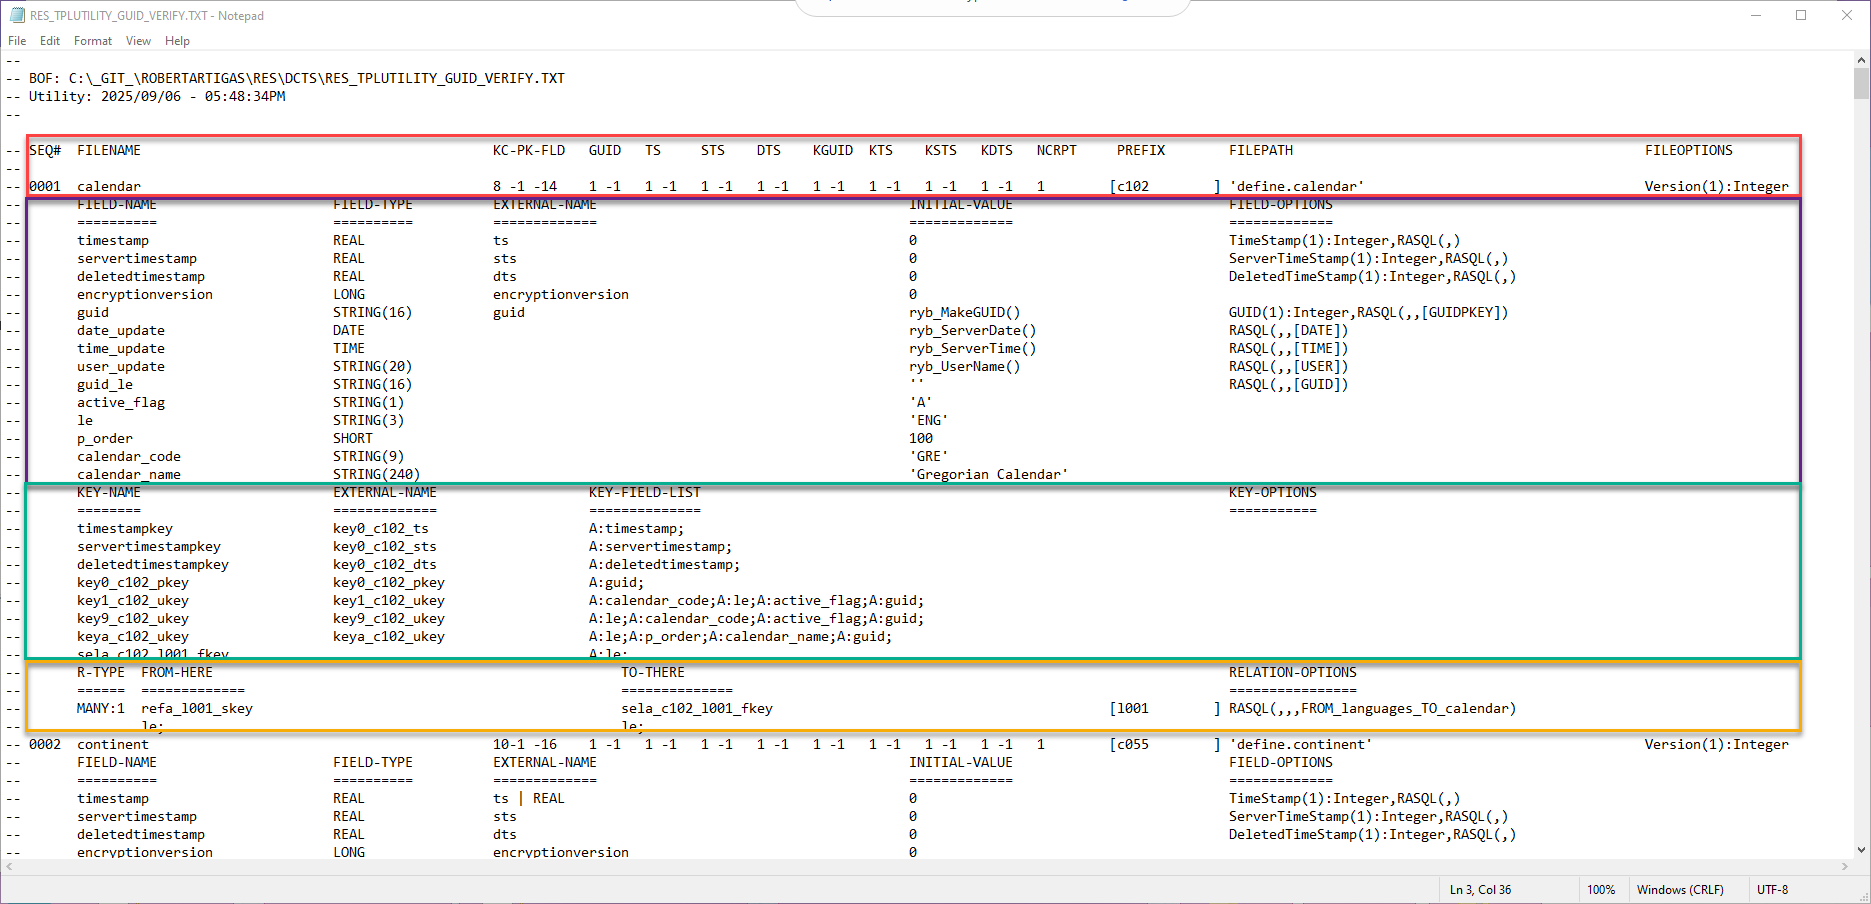 RES_TPLUTILITY_GUID_VERIFY.TXT - Notepad
File Edit Format View Help
--
-- BOF: C:\_GIT_\ROBERTARTIGAS\RES\DCTS\RES_TPLUTILITY_GUID_VERIFY.TXT
-- Utility: 2025/09/06 - 05:48:34PM
--
-- SEQ# FILENAME KC-PK-FLD GUID TS STS DTS KGUID KTS KSTS KDTS NCRPT PREFIX FILEPATH FILEOPTIONS
--
-- 0001 calendar 8 -1 -14 1 -1 1 -1 1 -1 1 -1 1 -1 1 -1 1 -1 1 -1 1 [c102 ] 'define.calendar' Version(1):Integer
-- FIELD-NAME FIELD-TYPE EXTERNAL-NAME INITIAL-VALUE FIELD-OPTIONS
-- ========== ========== ============= ============= =============
-- timestamp REAL ts 0 TimeStamp(1):Integer,RASQL(,)
-- servertimestamp REAL sts 0 ServerTimeStamp(1):Integer,RASQL(,)
-- deletedtimestamp REAL dts 0 DeletedTimeStamp(1):Integer,RASQL(,)
-- encryptionversion LONG encryptionversion 0
-- guid STRING(16) guid ryb_MakeGUID() GUID(1):Integer,RASQL(,,[GUIDPKEY])
-- date_update DATE ryb_ServerDate() RASQL(,,[DATE])
-- time_update TIME ryb_ServerTime() RASQL(,,[TIME])
-- user_update STRING(20) ryb_UserName() RASQL(,,[USER])
-- guid_le STRING(16) '' RASQL(,,[GUID])
-- active_flag STRING(1) 'A'
-- le STRING(3) 'ENG'
-- p_order SHORT 100
-- calendar_code STRING(9) 'GRE'
-- calendar_name STRING(240) 'Gregorian Calendar'
-- KEY-NAME EXTERNAL-NAME KEY-FIELD-LIST KEY-OPTIONS
-- ======== ============= ============== ===========
-- timestampkey key0_c102_ts A:timestamp;
-- servertimestampkey key0_c102_sts A:servertimestamp;
-- deletedtimestampkey key0_c102_dts A:deletedtimestamp;
-- key0_c102_pkey key0_c102_pkey A:guid;
-- key1_c102_ukey key1_c102_ukey A:calendar_code;A:le;A:active_flag;A:guid;
-- key9_c102_ukey key9_c102_ukey A:le;A:calendar_code;A:active_flag;A:guid;
-- keya_c102_ukey keya_c102_ukey A:le;A:p_order;A:calendar_name;A:guid;
-- sela_c102_l001_fkey A:le;
-- R-TYPE FROM-HERE TO-THERE RELATION-OPTIONS
-- ====== ============= ============== ================
-- MANY:1 refa_l001_skey sela_c102_l001_fkey [l001 ] RASQL(,,,FROM_languages_TO_calendar)
-- le; le;
-- 0002 continent 10-1 -16 1 -1 1 -1 1 -1 1 -1 1 -1 1 -1 1 -1 1 -1 1 [c055 ] 'define.continent' Version(1):Integer
-- FIELD-NAME FIELD-TYPE EXTERNAL-NAME INITIAL-VALUE FIELD-OPTIONS
-- ========== ========== ============= ============= =============
-- timestamp REAL ts | REAL 0 TimeStamp(1):Integer,RASQL(,)
-- servertimestamp REAL sts 0 ServerTimeStamp(1):Integer,RASQL(,)
-- deletedtimestamp REAL dts 0 DeletedTimeStamp(1):Integer,RASQL(,)
-- encryptionversion LONG encryptionversion 0
Ln 3, Col 36 100% Windows (CRLF) UTF-8